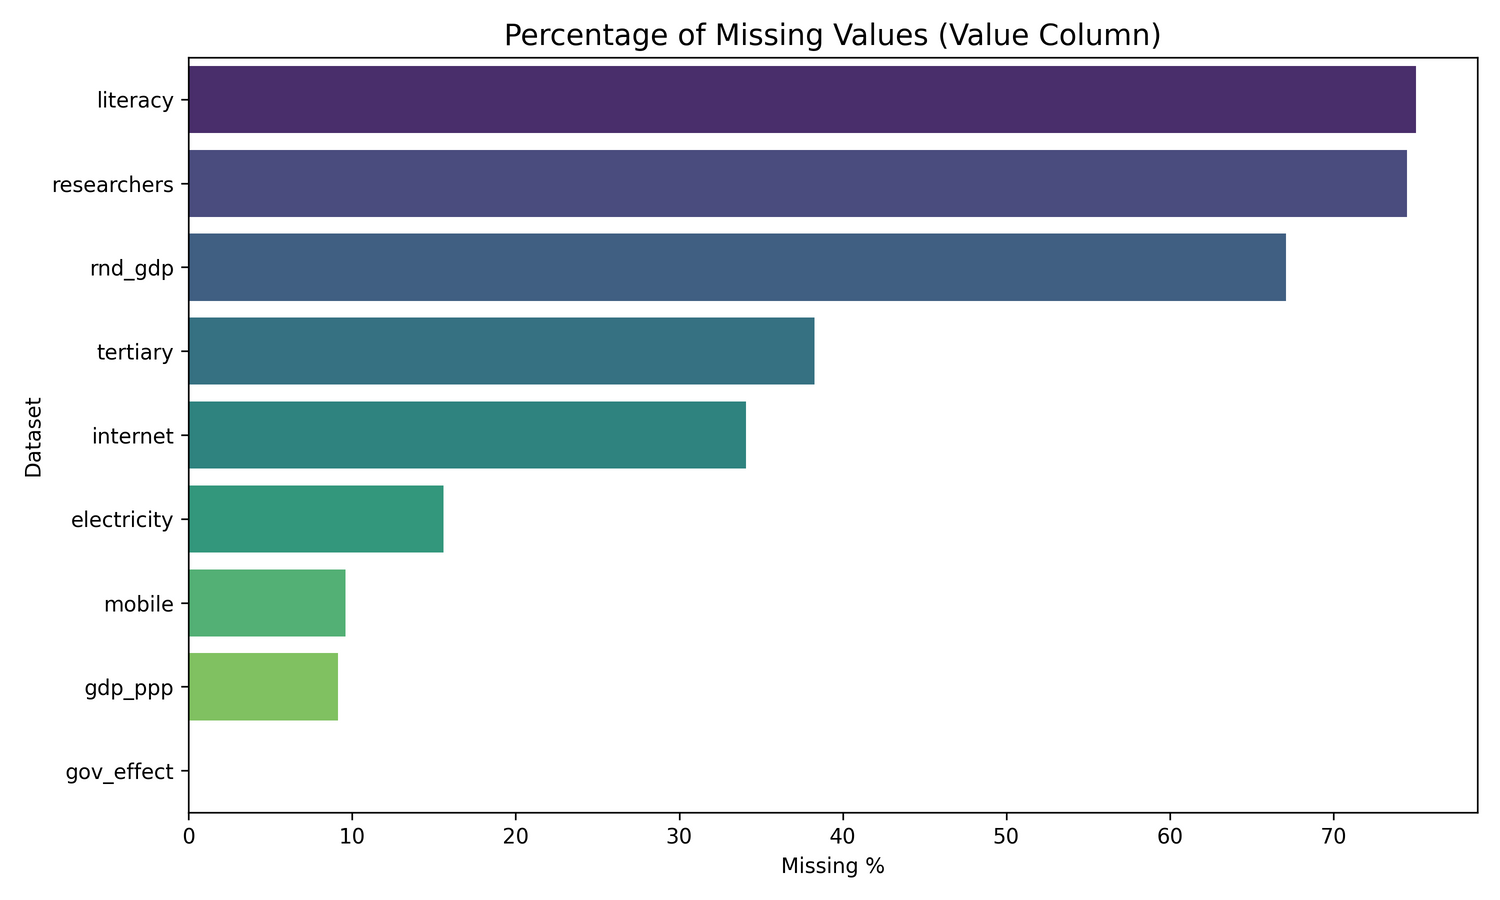 Percentage of Missing Values (Value Column)
literacy
researchers
rnd_gdp
tertiary
internet
electricity
mobile
gdp_ppp
gov_effect
Dataset
0 10 20 30 40 50 60 70
Missing %